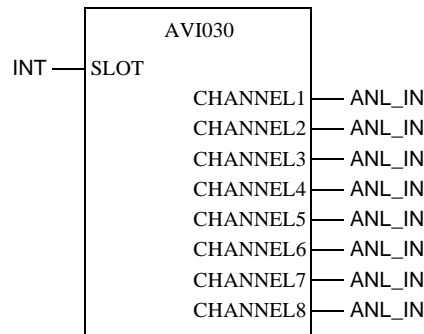 AVI030
INT SLOT
CHANNEL1 ANL_IN
CHANNEL2 ANL_IN
CHANNEL3 ANL_IN
CHANNEL4 ANL_IN
CHANNEL5 ANL_IN
CHANNEL6 ANL_IN
CHANNEL7 ANL_IN
CHANNEL8 ANL_IN